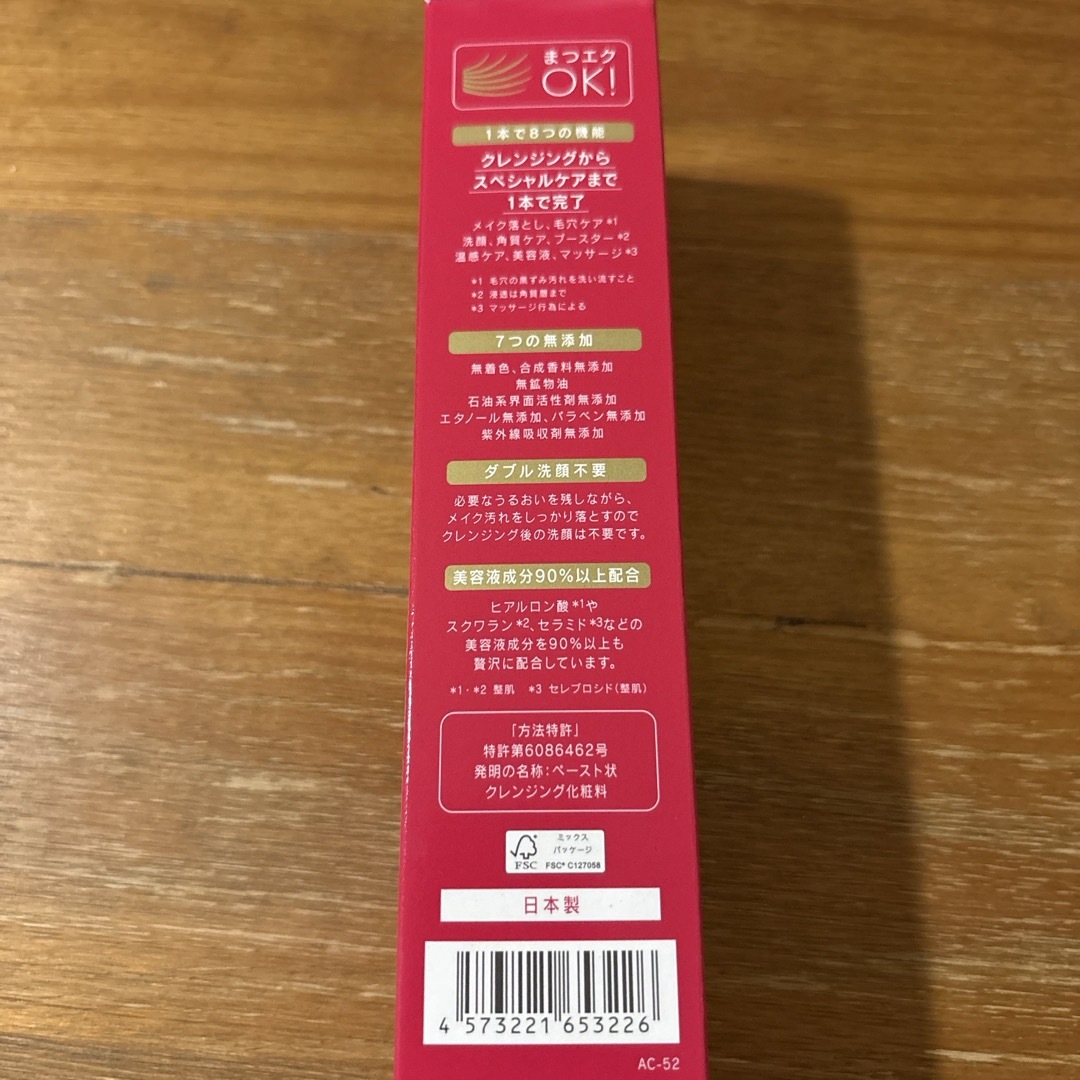 まつエク
OK!
1本で8つの機能
クレンジングから
スペシャルケアまで
1本で完了
メイク落とし、毛穴ケア*1
洗顔、角質ケア、ブースター*2
温感ケア、美容液、マッサージ*3
*1 毛穴の黒ずみ汚れを洗い流すこと
*2 浸透は角質層まで
*3 マッサージ行為による
7つの無添加
無着色、合成香料無添加
無鉱物油
石油系界面活性剤無添加
エタノール無添加、パラベン無添加
紫外線吸収剤無添加
ダブル洗顔不要
必要なうるおいを残しながら、
メイク汚れをしっかり落とすので
クレンジング後の洗顔は不要です。
美容液成分90%以上配合
ヒアルロン酸*1や
スクワラン*2、セラミド*3などの
美容液成分を90%以上も
贅沢に配合しています。
*1・*2 整肌 *3 セレブロシド(整肌)
「方法特許」
特許第6086462号
発明の名称:ペースト状
クレンジング化粧料
ミックス
パッケージ
FSC
FSC® C127058
日本製
4 573221 653226
AC-52